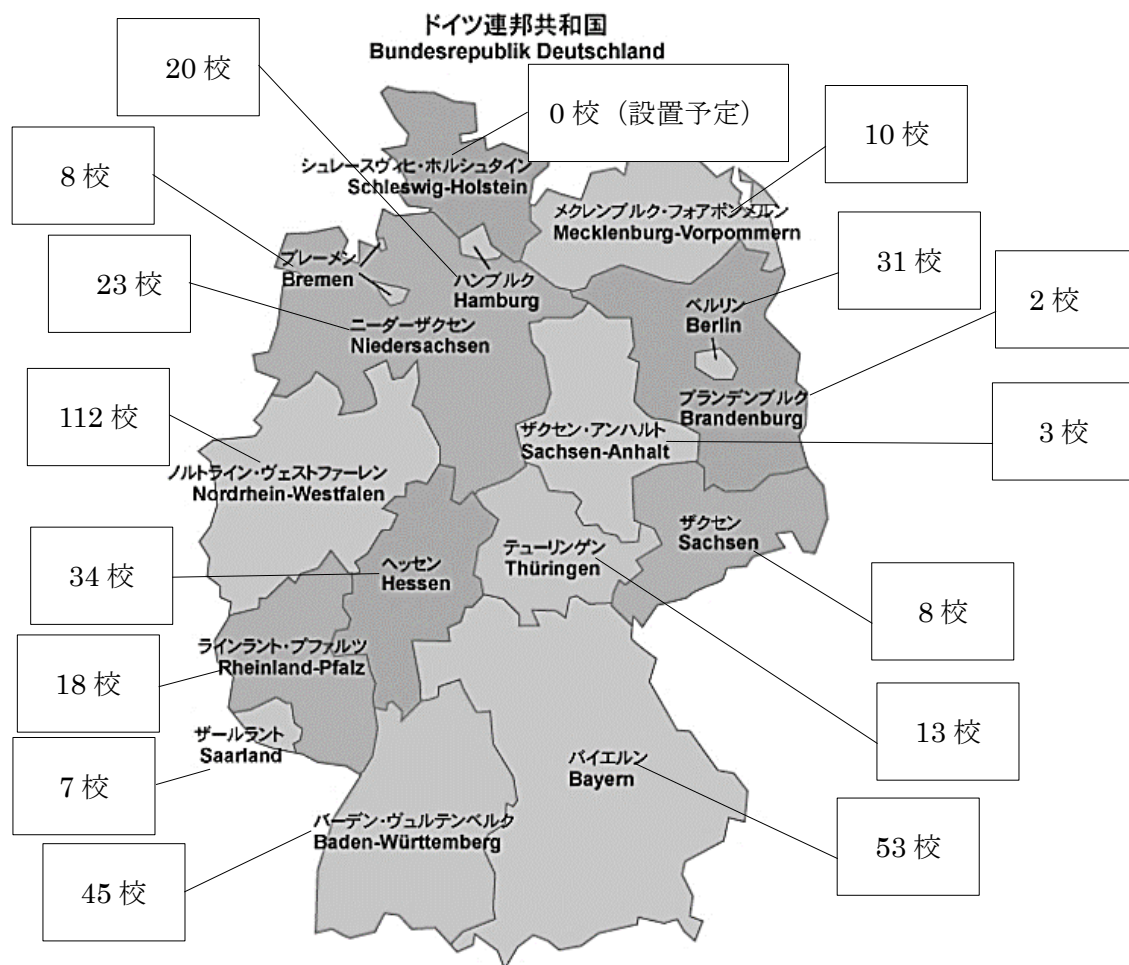 ドイツ連邦共和国
Bundesrepublik Deutschland
20 校
0 校（設置予定）
10 校
8 校
シュレースヴィヒ・ホルシュタイン
Schleswig-Holstein
メクレンブルク・フォアポンメルン
Mecklenburg-Vorpommern
23 校
ブレーメン
Bremen
ハンブルク
Hamburg
31 校
2 校
ベルリン
Berlin
ニーダーザクセン
Niedersachsen
112 校
ブランデンブルク
Brandenburg
ザクセン・アンハルト
Sachsen-Anhalt
3 校
ノルトライン・ヴェストファーレン
Nordrhein-Westfalen
ザクセン
Sachsen
34 校
ヘッセン
Hessen
テューリンゲン
Thüringen
8 校
18 校
ラインラント・プファルツ
Rheinland-Pfalz
13 校
ザールラント
Saarland
7 校
バイエルン
Bayern
バーデン・ヴュルテンベルク
Baden-Württemberg
53 校
45 校